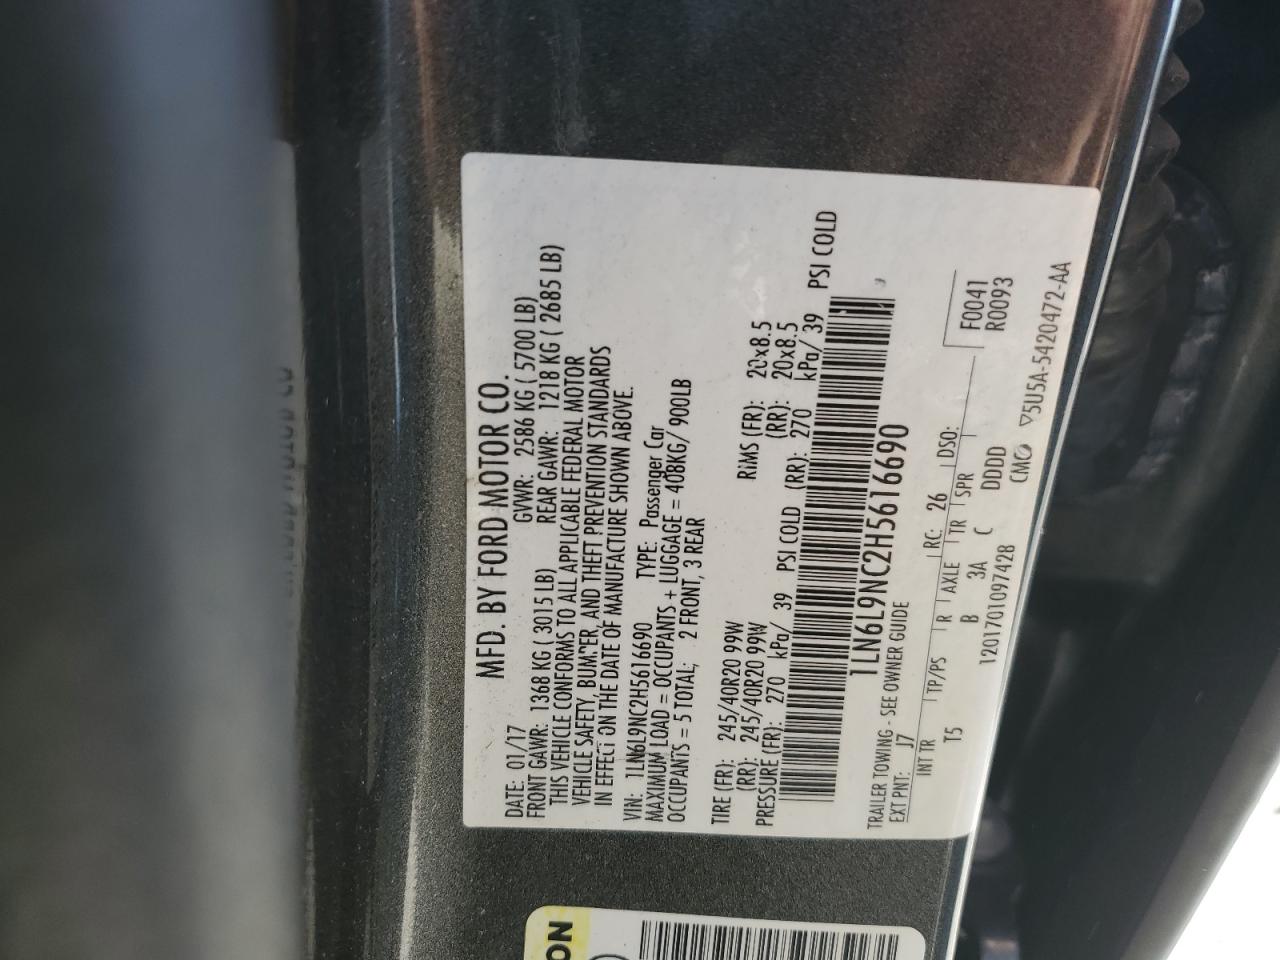 MFD. BY FORD MOTOR CO.
DATE: 01/17 GVWR: 2586 KG ( 5700 LB)
FRONT GAWR: 1368 KG ( 3015 LB) REAR GAWR: 1218 KG ( 2685 LB)
THIS VEHICLE CONFORMS TO ALL APPLICABLE FEDERAL MOTOR
VEHICLE SAFETY, BUMPER, AND THEFT PREVENTION STANDARDS
IN EFFECT ON THE DATE OF MANUFACTURE SHOWN ABOVE.
VIN: 1LN6L9NC2H5616690 TYPE: Passenger Car
MAXIMUM LOAD = OCCUPANTS + LUGGAGE = 408KG/ 900LB
OCCUPANTS = 5 TOTAL; 2 FRONT, 3 REAR
TIRE (FR): 245/40R20 99W RIMS (FR): 20x8.5
(RR): 245/40R20 99W (RR): 20x8.5
PRESSURE (FR): 270 kPa/ 39 PSI COLD (RR): 270 kPa/ 39 PSI COLD
1LN6L9NC2H5616690
TRAILER TOWING - SEE OWNER GUIDE
EXT PNT: J7 RC: 26 DSO: F0041
INT TR TP/PS R AXLE TR SPR R0093
T5 B 3A C DDDD
1201701097428 CMC ▽5U5A-5420472-AA
ON